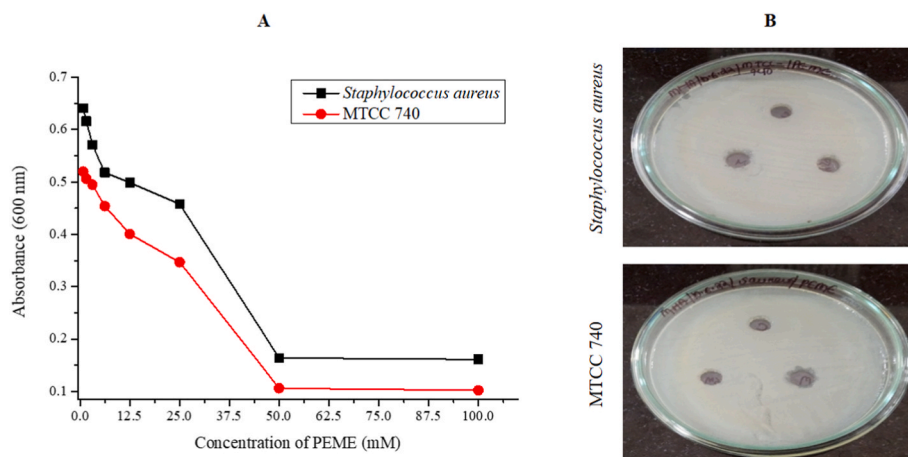 A
B
0.7
0.6
0.5
0.4
0.3
0.2
0.1
Absorbance (600 nm)
Staphylococcus aureus
MTCC 740
0.0
12.5
25.0
37.5
50.0
62.5
75.0
87.5
100.0
Concentration of PEME (mM)
Staphylococcus aureus
MTCC 740